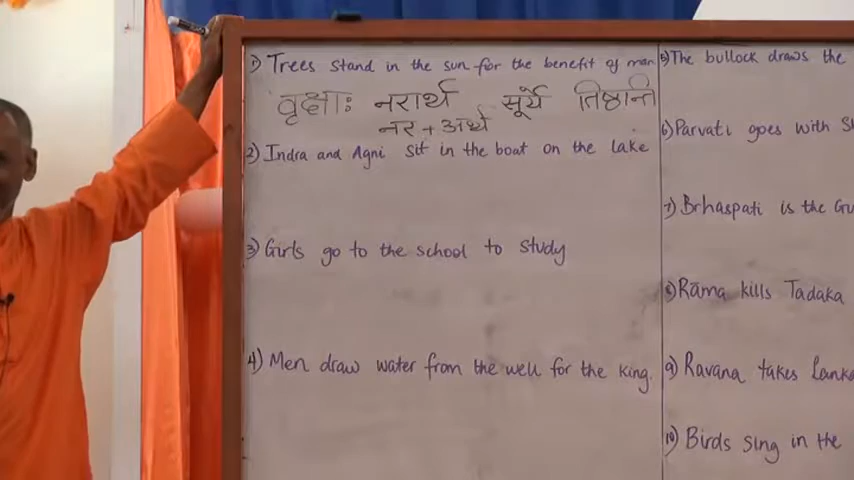 1) Trees stand in the sun for the benefit of man
वृक्षाः नरार्थ सूर्ये तिष्ठान्ति
नर + अर्थ
2) Indra and Agni sit in the boat on the lake
3) Girls go to the school to study
4) Men draw water from the well for the king.
5) The bullock draws the
6) Parvati goes with
7) Brhaspati is the
8) Rāma kills Tadaka
9) Ravana takes Lanka
10) Birds sing in the